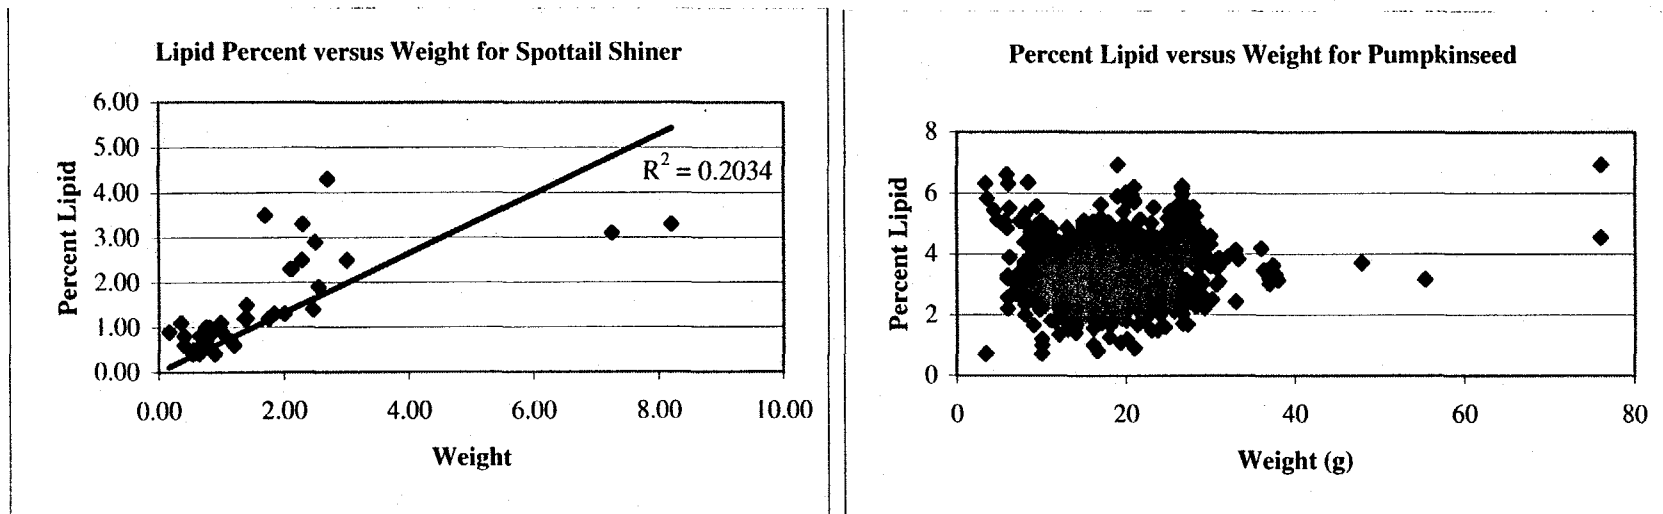 Lipid Percent versus Weight for Spottail Shiner
6.00
5.00
4.00
3.00
2.00
1.00
0.00
Percent Lipid
R² = 0.2034
0.00 2.00 4.00 6.00 8.00 10.00
Weight
Percent Lipid versus Weight for Pumpkinseed
8
6
4
2
0
Percent Lipid
0 20 40 60 80
Weight (g)